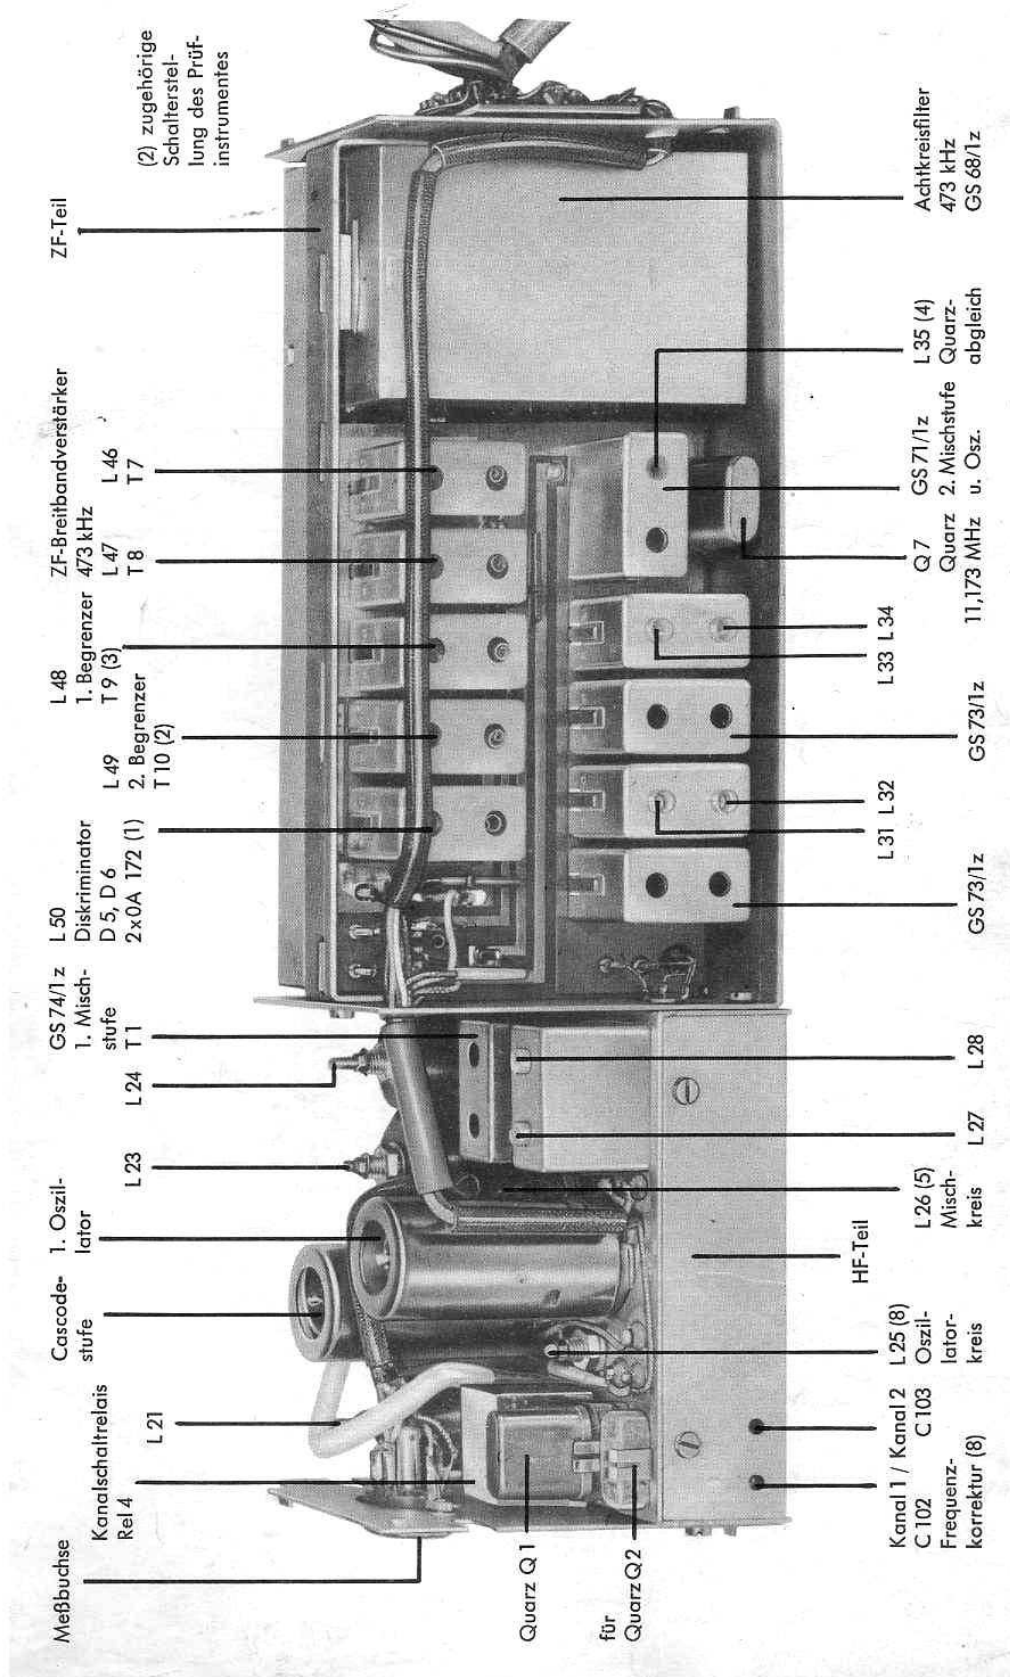 Meßbuchse
Kanalschaltrelais
Rel 4
L 21
Cascode-
stufe
1. Oszil-
lator
L 23
L 24
GS 74/1 z
1. Misch-
stufe
T 1
L 50
Diskriminator
D 5, D 6
2x0A 172 (1)
L 49
2. Begrenzer
T 10 (2)
L 48
1. Begrenzer
T 9 (3)
ZF-Breitbandverstärker
473 kHz
L 47
T 8
L 46
T 7
ZF-Teil
(2) zugehörige
Schalterstel-
lung des Prüf-
instrumentes
Quarz Q 1
für
Quarz Q 2
Kanal 1 / Kanal 2
C 102 C 103
Frequenz-
korrektur (8)
L 25 (8)
Oszil-
lator-
kreis
HF-Teil
L 26 (5)
Misch-
kreis
L 27
L 28
GS 73/1z
L 31 L 32
GS 73/1z
L 33 L 34
Q 7
Quarz
11,173 MHz
GS 71/1z
2. Mischstufe
u. Osz.
L 35 (4)
Quarz-
abgleich
Achtkreisfilter
473 kHz
GS 68/1z